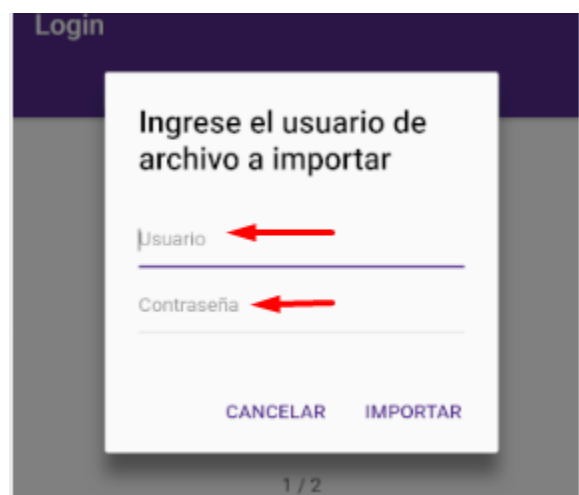 Login
Ingrese el usuario de
archivo a importar
Usuario
Contraseña
CANCELAR IMPORTAR
1 / 2